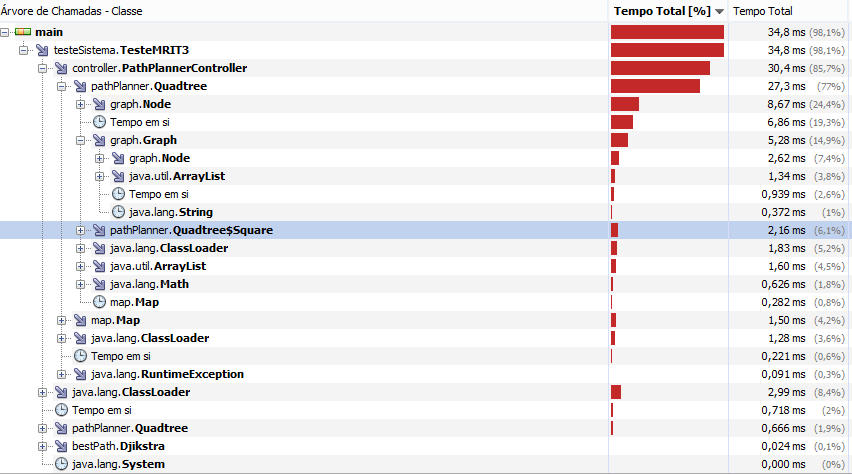 Árvore de Chamadas - Classe Tempo Total [%] Tempo Total
main 34,8 ms (98,1%)
testeSistema.TesteMRIT3 34,8 ms (98,1%)
controller.PathPlannerController 30,4 ms (85,7%)
pathPlanner.Quadtree 27,3 ms (77%)
graph.Node 8,67 ms (24,4%)
Tempo em si 6,86 ms (19,3%)
graph.Graph 5,28 ms (14,9%)
graph.Node 2,62 ms (7,4%)
java.util.ArrayList 1,34 ms (3,8%)
Tempo em si 0,939 ms (2,6%)
java.lang.String 0,372 ms (1%)
pathPlanner.Quadtree$Square 2,16 ms (6,1%)
java.lang.ClassLoader 1,83 ms (5,2%)
java.util.ArrayList 1,60 ms (4,5%)
java.lang.Math 0,626 ms (1,8%)
map.Map 0,282 ms (0,8%)
map.Map 1,50 ms (4,2%)
java.lang.ClassLoader 1,28 ms (3,6%)
Tempo em si 0,221 ms (0,6%)
java.lang.RuntimeException 0,091 ms (0,3%)
java.lang.ClassLoader 2,99 ms (8,4%)
Tempo em si 0,718 ms (2%)
pathPlanner.Quadtree 0,666 ms (1,9%)
bestPath.Djikstra 0,024 ms (0,1%)
java.lang.System 0,000 ms (0%)